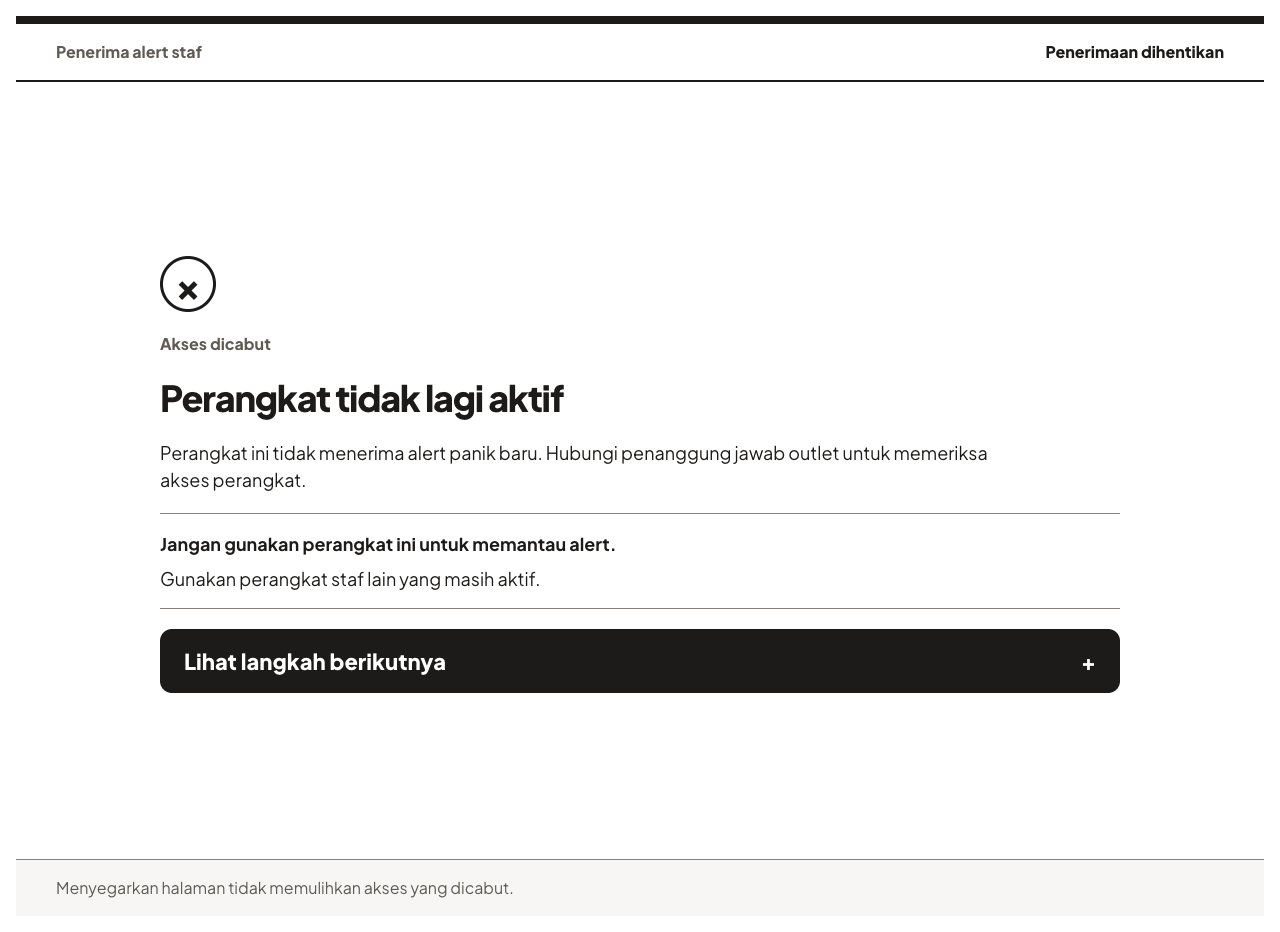 Penerima alert staf
Penerimaan dihentikan
Akses dicabut
Perangkat tidak lagi aktif
Perangkat ini tidak menerima alert panik baru. Hubungi penanggung jawab outlet untuk memeriksa
akses perangkat.
Jangan gunakan perangkat ini untuk memantau alert.
Gunakan perangkat staf lain yang masih aktif.
Lihat langkah berikutnya +
Menyegarkan halaman tidak memulihkan akses yang dicabut.